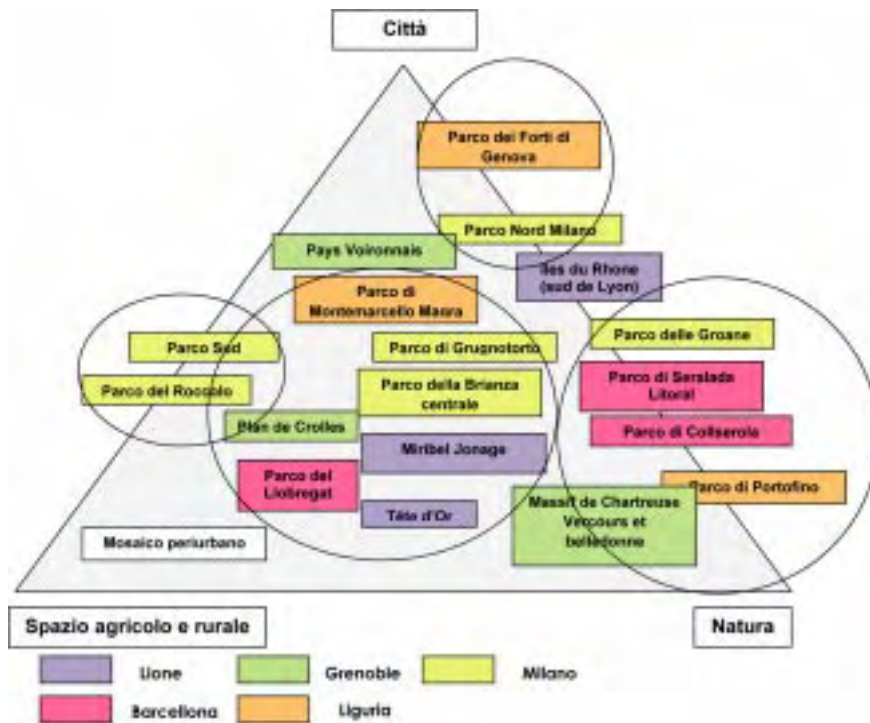 Città
Parco dei Forti di
Genova
Parco Nord Milano
Pays Voironnais
Iles du Rhone
(sud de Lyon)
Parco di
Montemarcello Magra
Parco delle Groane
Parco Sud
Parco di Grugnotorto
Parco di Seralada
Litoral
Parco del Roccolo
Parco della Brianza
centrale
Plan de Crolles
Parco di Collserola
Miribel Jonage
Parco del
Llobregat
Parco di Portofino
Massif de Chartreuse
Vercours et
belledonne
Tête d'Or
Mosaico periurbano
Spazio agricolo e rurale
Natura
Lione
Grenoble
Milano
Barcellona
Liguria